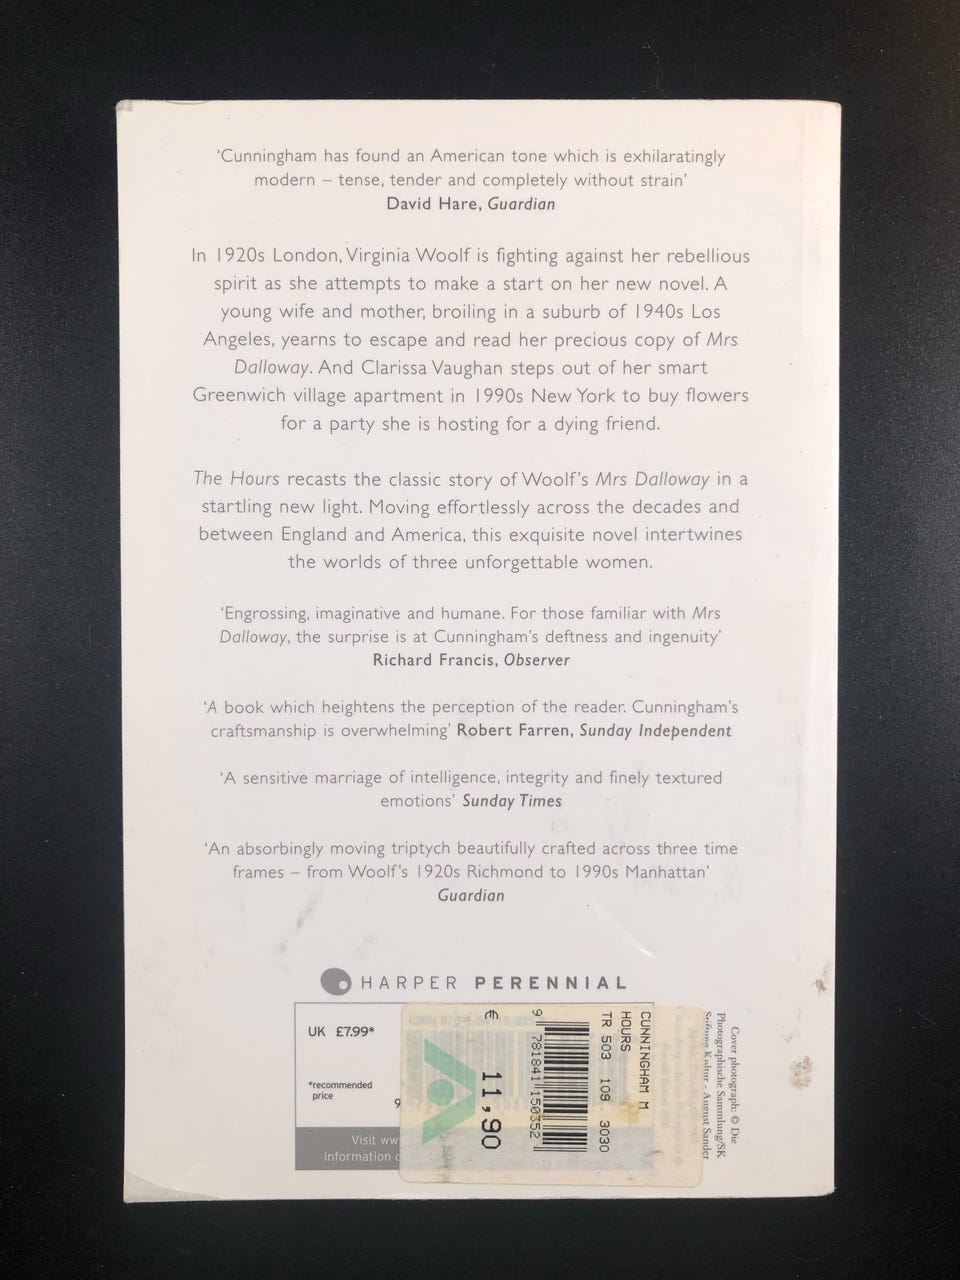 ‘Cunningham has found an American tone which is exhilaratingly
modern – tense, tender and completely without strain’
David Hare, Guardian
In 1920s London, Virginia Woolf is fighting against her rebellious
spirit as she attempts to make a start on her new novel. A
young wife and mother, broiling in a suburb of 1940s Los
Angeles, yearns to escape and read her precious copy of Mrs
Dalloway. And Clarissa Vaughan steps out of her smart
Greenwich village apartment in 1990s New York to buy flowers
for a party she is hosting for a dying friend.
The Hours recasts the classic story of Woolf’s Mrs Dalloway in a
startling new light. Moving effortlessly across the decades and
between England and America, this exquisite novel intertwines
the worlds of three unforgettable women.
‘Engrossing, imaginative and humane. For those familiar with Mrs
Dalloway, the surprise is at Cunningham’s deftness and ingenuity’
Richard Francis, Observer
‘A book which heightens the perception of the reader. Cunningham’s
craftsmanship is overwhelming’ Robert Farren, Sunday Independent
‘A sensitive marriage of intelligence, integrity and finely textured
emotions’ Sunday Times
‘An absorbingly moving triptych beautifully crafted across three time
frames – from Woolf’s 1920s Richmond to 1990s Manhattan’
Guardian
HARPER PERENNIAL
UK £7.99*
*recommended
price
9
Visit ww
information
CUNNINGHAM M
HOURS
TR 503 108 3030
9 781841 150352
€ 11,90
Cover photograph: © Die
Photographische Sammlung/SK
Stiftung Kultur - August Sander